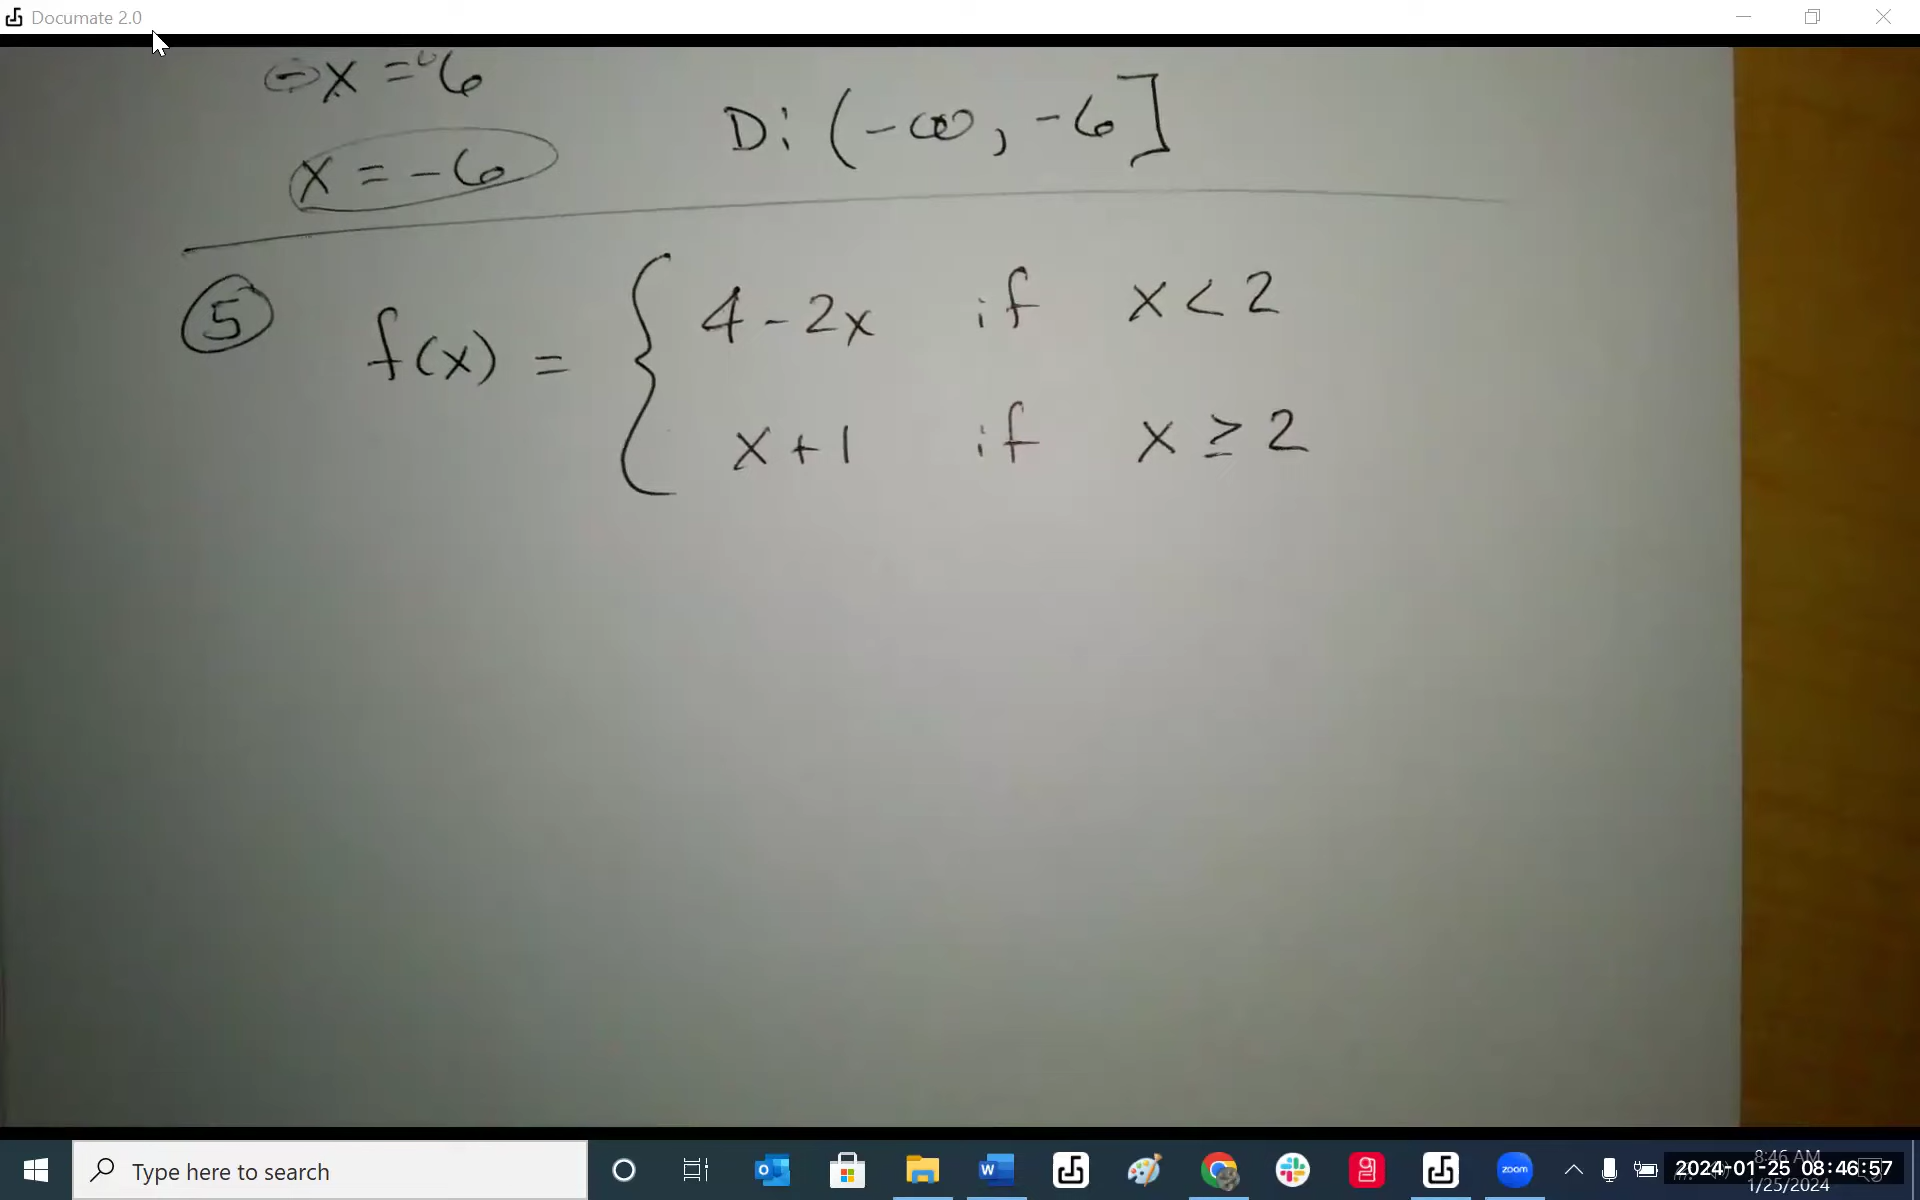 Documate 2.0
-x = 6
x = -6
D: (-∞, -6]
5
f(x) = { 4-2x if x < 2
x+1 if x ≥ 2
Type here to search
zoom
8:46 AM
2024-01-25 08:46:57
1/25/2024